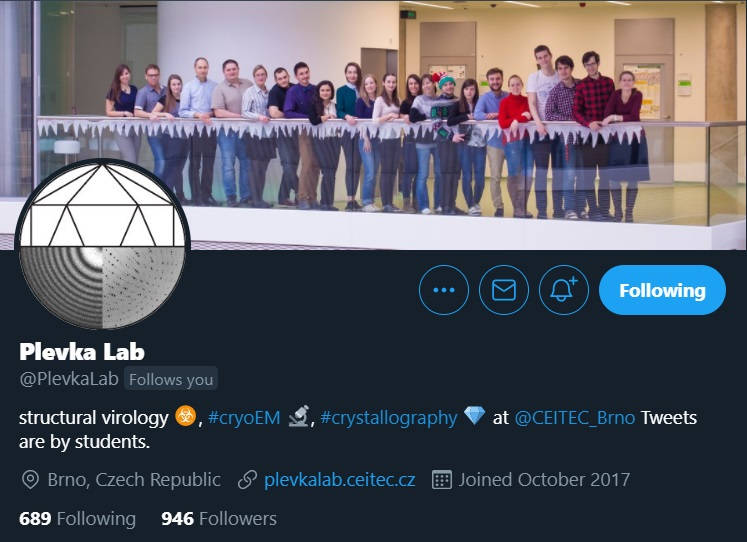 Following
Plevka Lab
@PlevkaLab Follows you
structural virology ☣️, #cryoEM 🔬, #crystallography 💎 at @CEITEC_Brno Tweets
are by students.
Brno, Czech Republic plevkalab.ceitec.cz Joined October 2017
689 Following 946 Followers